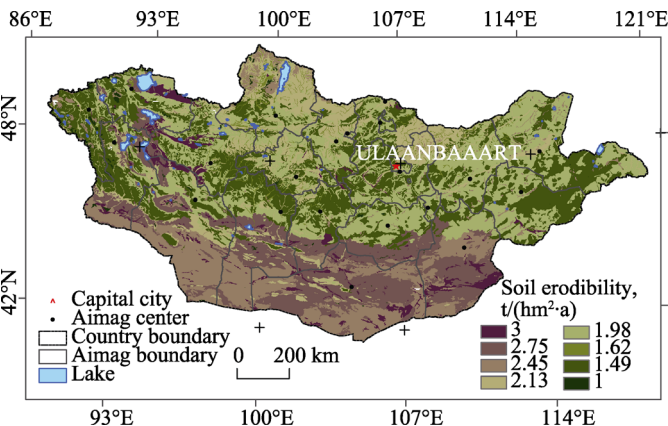 86°E 93°E 100°E 107°E 114°E 121°E
48°N
ULAANBAAART
42°N
Soil erodibility,
t/(hm²·a)
Capital city
Aimag center
Country boundary
Aimag boundary
Lake
0 200 km
3 1.98
2.75 1.62
2.45 1.49
2.13 1
93°E 100°E 107°E 114°E